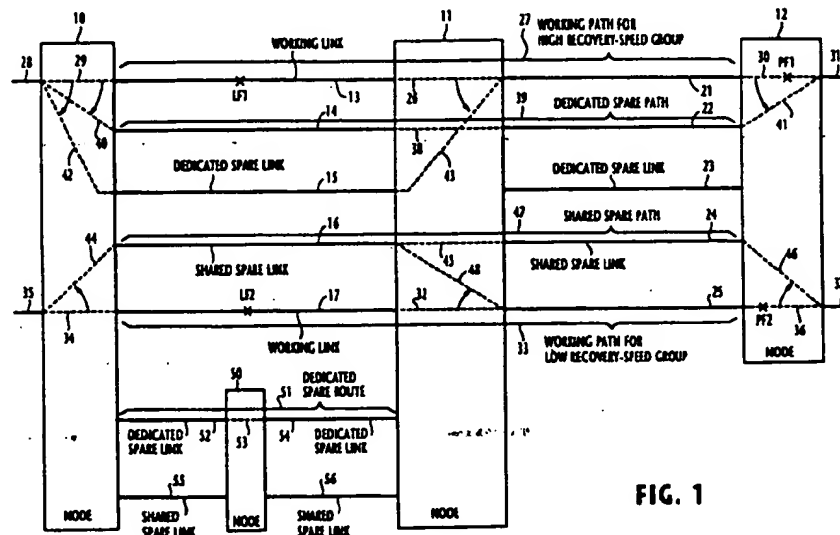 10
11
12
27
WORKING PATH FOR
HIGH RECOVERY-SPEED GROUP
WORKING LINK
28
29
LF1
13
26
21
30
PF1
31
39
DEDICATED SPARE PATH
14
38
22
40
41
42
43
DEDICATED SPARE LINK
15
DEDICATED SPARE LINK
23
47
SHARED SPARE PATH
16
24
44
45
46
SHARED SPARE LINK
SHARED SPARE LINK
48
35
LF2
17
32
25
34
PF2
36
WORKING LINK
33
WORKING PATH FOR
LOW RECOVERY-SPEED GROUP
NODE
50
51
DEDICATED
SPARE ROUTE
DEDICATED
SPARE LINK
52
53
54
DEDICATED
SPARE LINK
55
56
NODE
SHARED
SPARE LINK
NODE
SHARED
SPARE LINK
NODE
FIG. 1